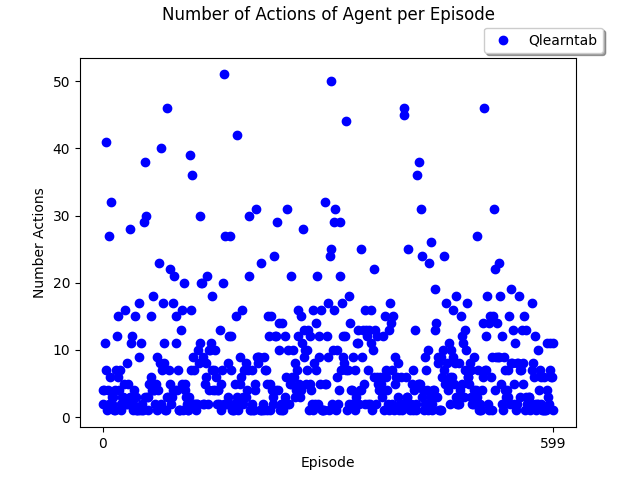 Number of Actions of Agent per Episode
Qlearntab
50
40
30
20
10
0
Number Actions
0 599
Episode